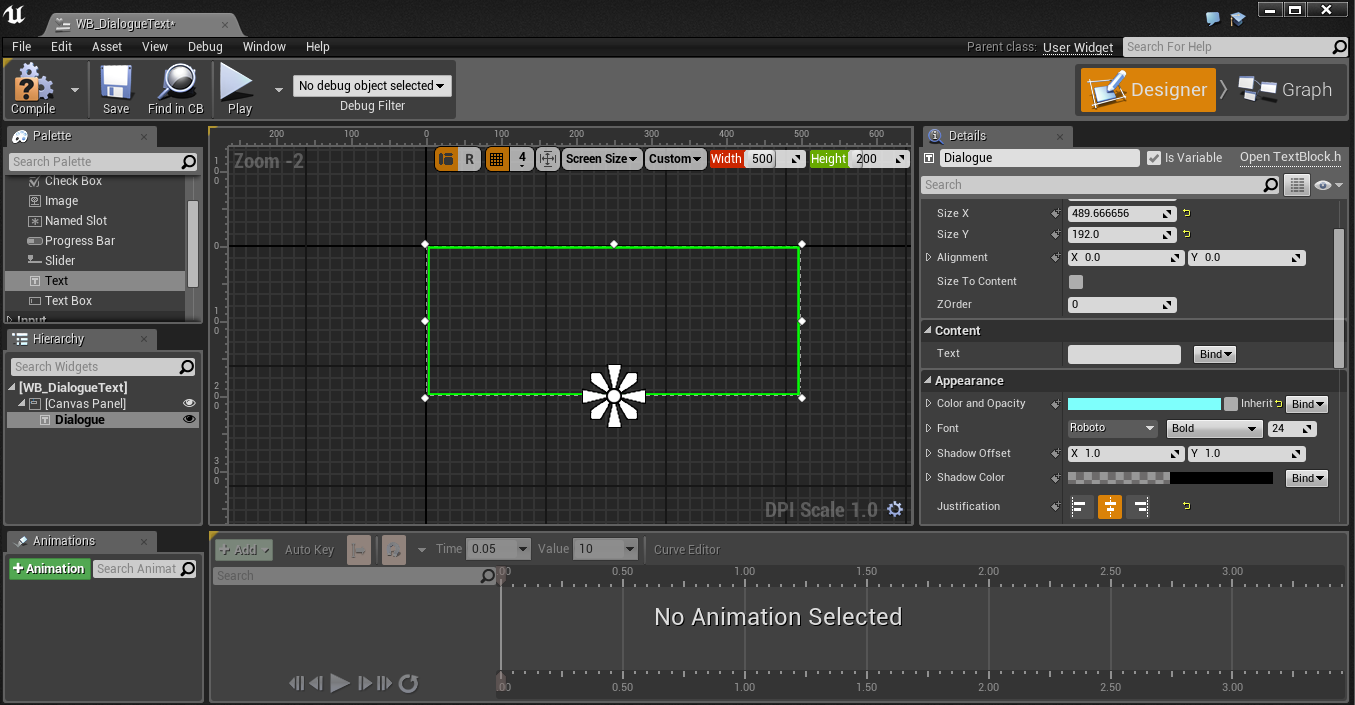 WB_DialogueText*
File Edit Asset View Debug Window Help
Parent class: User Widget Search For Help
Compile Save Find in CB Play
No debug object selected
Debug Filter
Designer Graph
Palette
Search Palette
Check Box
Image
Named Slot
Progress Bar
Slider
Text
Text Box
Input
Hierarchy
Search Widgets
[WB_DialogueText]
[Canvas Panel]
Dialogue
200 100 0 100 200 300 400 500 600
Zoom -2
R 4 Screen Size Custom Width 500 Height 200
100
0
100
200
300
DPI Scale 1.0
Details
Dialogue Is Variable Open TextBlock.h
Search
Size X 489.666656
Size Y 192.0
Alignment X 0.0 Y 0.0
Size To Content
ZOrder 0
Content
Text Bind
Appearance
Color and Opacity Inherit Bind
Font Roboto Bold 24
Shadow Offset X 1.0 Y 1.0
Shadow Color Bind
Justification
Animations
+Animation Search Animat
+ Add Auto Key Time 0.05 Value 10 Curve Editor
Search
00 0.50 1.00 1.50 2.00 2.50 3.00
No Animation Selected
00 0.50 1.00 1.50 2.00 2.50 3.00